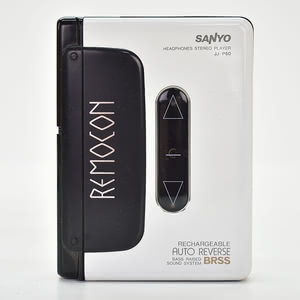 SANYO
HEADPHONES STEREO PLAYER
JJ-P60
REMOCON
RECHARGEABLE
AUTO REVERSE
BASS RAISED
SOUND SYSTEM BRSS